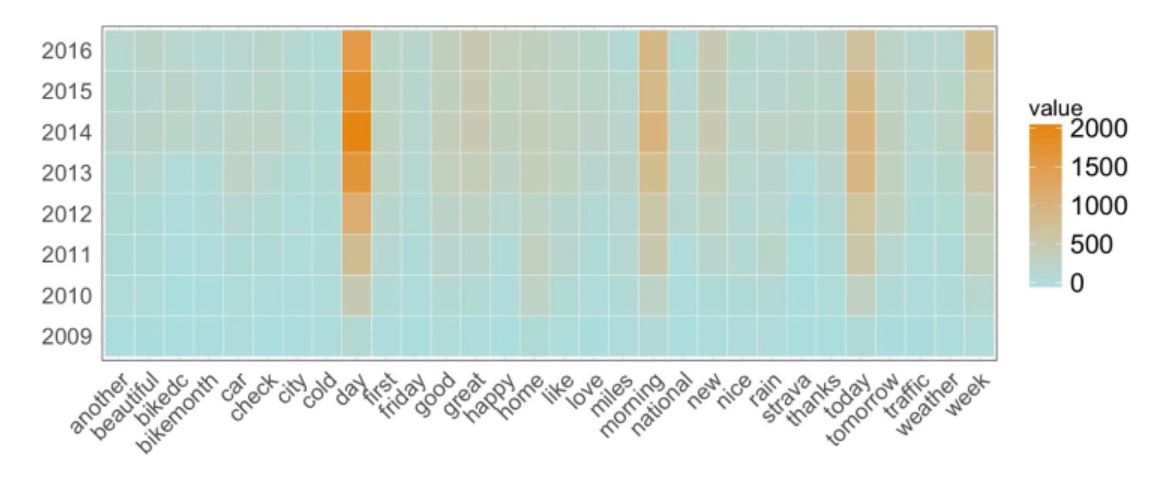 2016
2015
2014
2013
2012
2011
2010
2009
another
beautiful
bikedc
bikemonth
car
check
city
cold
day
first
friday
good
great
happy
home
like
love
miles
morning
national
new
nice
rain
strava
thanks
today
tomorrow
traffic
weather
week
value
2000
1500
1000
500
0